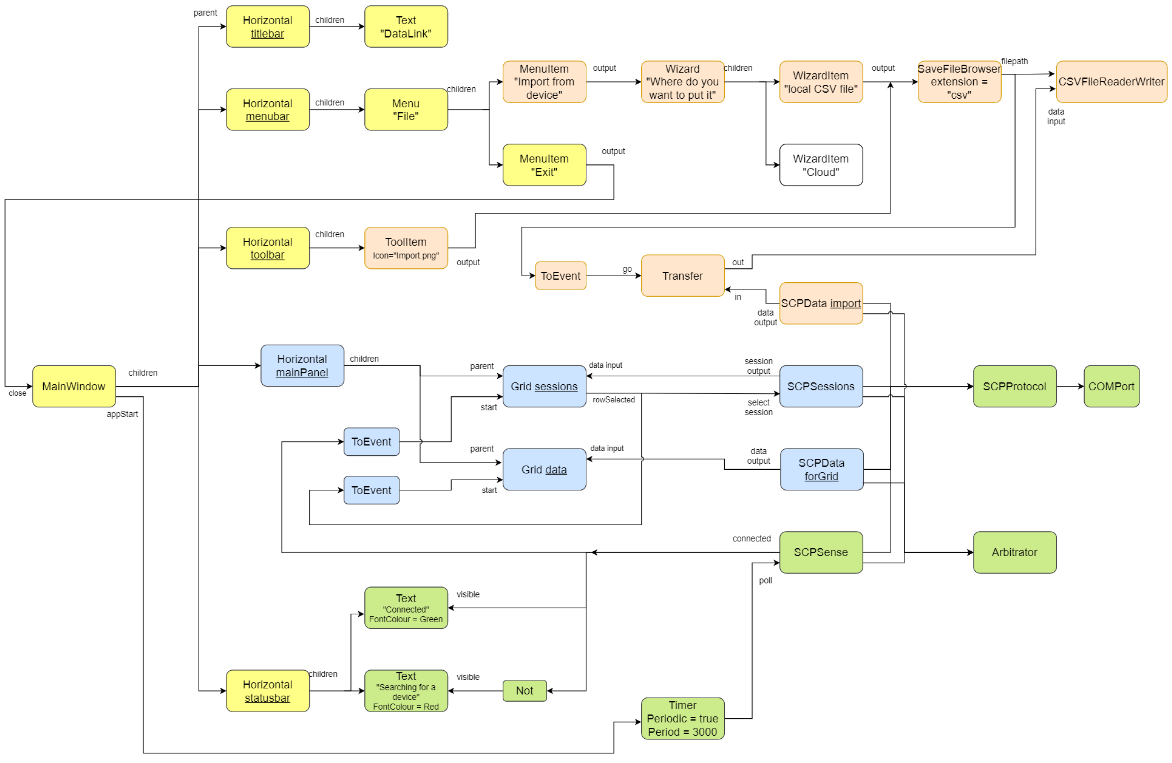 parent
Horizontal
titlebar
children
Text
"DataLink"
Horizontal
menubar
children
Menu
"File"
children
MenuItem
"Import from
device"
output
Wizard
"Where do you
want to put it"
children
WizardItem
"local CSV file"
output
SaveFileBrowser
extension =
"csv"
filepath
CSVFileReaderWriter
data
input
MenuItem
"Exit"
output
WizardItem
"Cloud"
Horizontal
toolbar
children
ToolItem
Icon="Import.png"
output
ToEvent
go
Transfer
out
in
SCPData import
data
output
MainWindow
close
children
appStart
Horizontal
mainPanel
children
parent
Grid sessions
start
data input
rowSelected
session
output
SCPSessions
select
session
SCPProtocol
COMPort
ToEvent
parent
Grid data
start
data input
data
output
SCPData
forGrid
ToEvent
connected
SCPSense
poll
Arbitrator
Text
"Connected"
FontColour = Green
visible
Horizontal
statusbar
children
Text
"Searching for a
device"
FontColour = Red
visible
Not
Timer
Periodic = true
Period = 3000